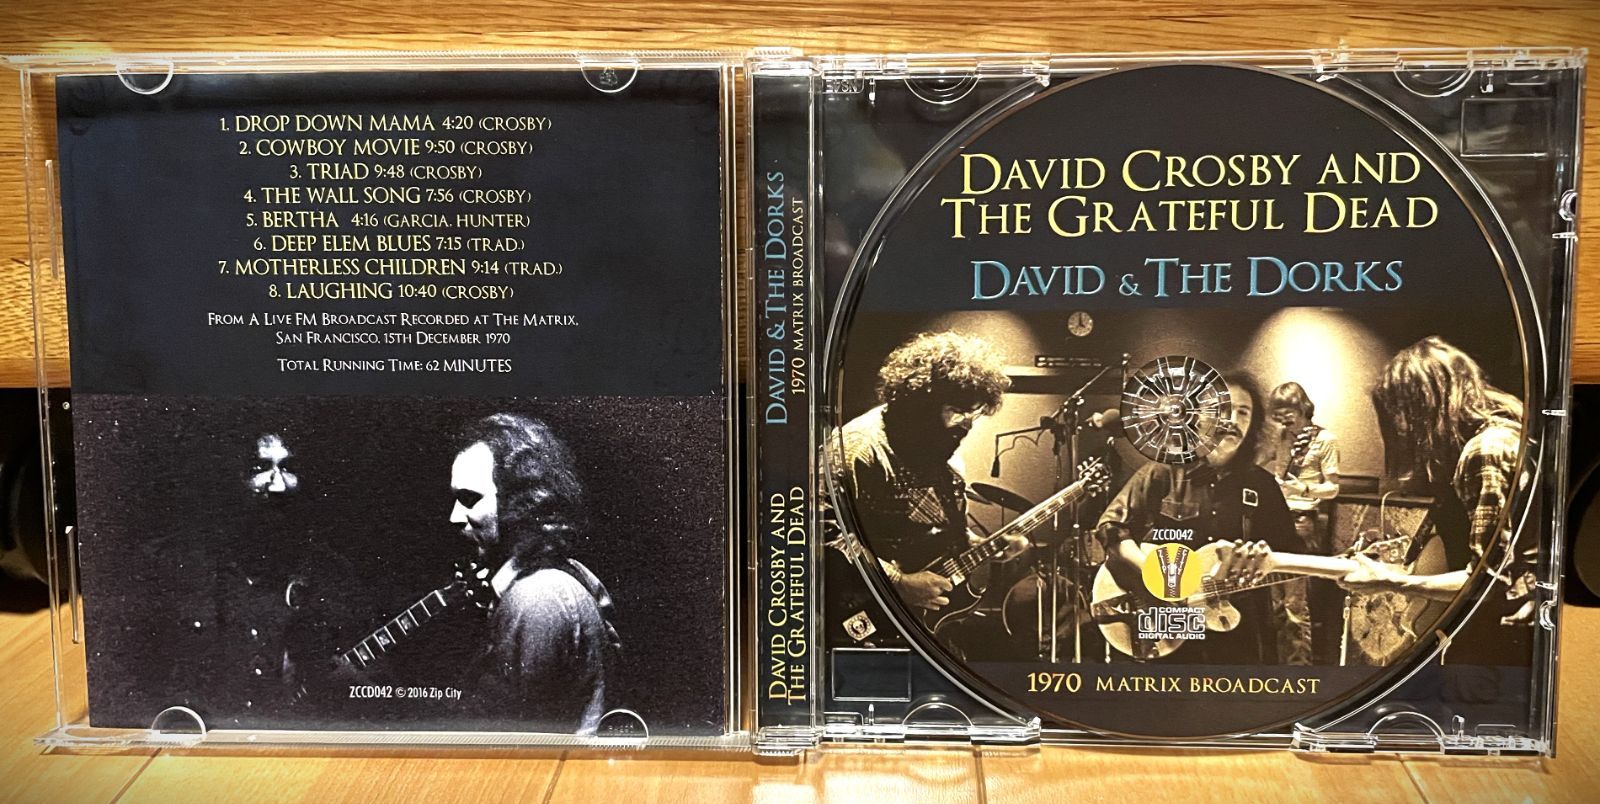 1. DROP DOWN MAMA 4:20 (CROSBY)
2. COWBOY MOVIE 9:50 (CROSBY)
3. TRIAD 9:48 (CROSBY)
4. THE WALL SONG 7:56 (CROSBY)
5. BERTHA 4:16 (GARCIA, HUNTER)
6. DEEP ELEM BLUES 7:15 (TRAD.)
7. MOTHERLESS CHILDREN 9:14 (TRAD.)
8. LAUGHING 10:40 (CROSBY)
FROM A LIVE FM BROADCAST RECORDED AT THE MATRIX,
SAN FRANCISCO, 15TH DECEMBER 1970
TOTAL RUNNING TIME: 62 MINUTES
ZCCD042 © 2016 Zip City
DAVID & THE DORKS
1970 MATRIX BROADCAST
DAVID CROSBY AND
THE GRATEFUL DEAD
DAVID CROSBY AND
THE GRATEFUL DEAD
DAVID & THE DORKS
ZCCD042
COMPACT
disc
DIGITAL AUDIO
1970 MATRIX BROADCAST